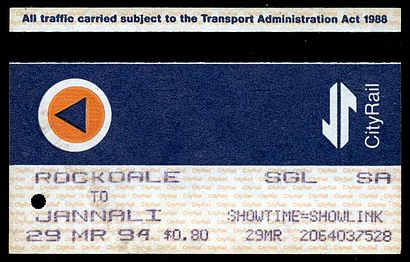 All traffic carried subject to the Transport Administration Act 1988
CityRail
ROCKDALE SGL SA
TO
JANNALI SHOWTIME=SHOWLINK
29 MR 94 $0.80 29MR 2064037528